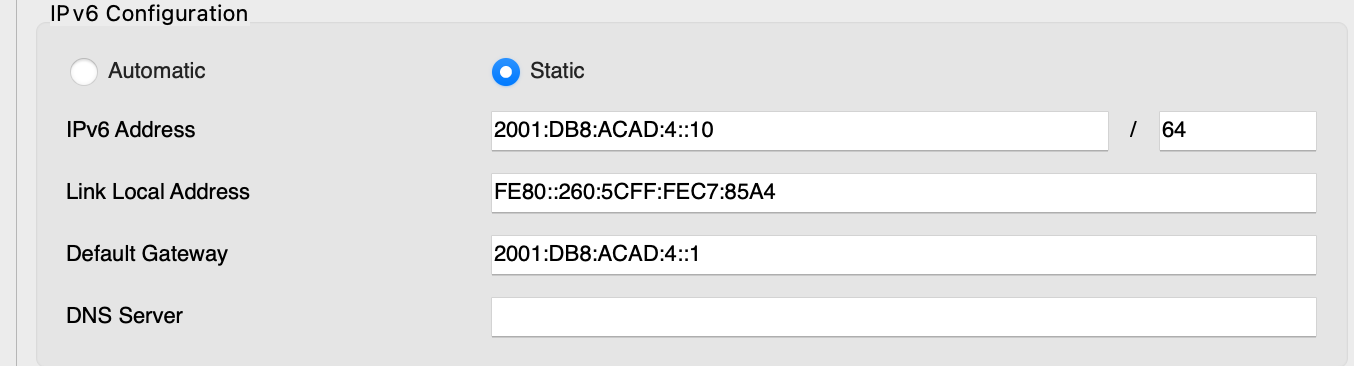 IPv6 Configuration
Automatic Static
IPv6 Address 2001:DB8:ACAD:4::10 / 64
Link Local Address FE80::260:5CFF:FEC7:85A4
Default Gateway 2001:DB8:ACAD:4::1
DNS Server